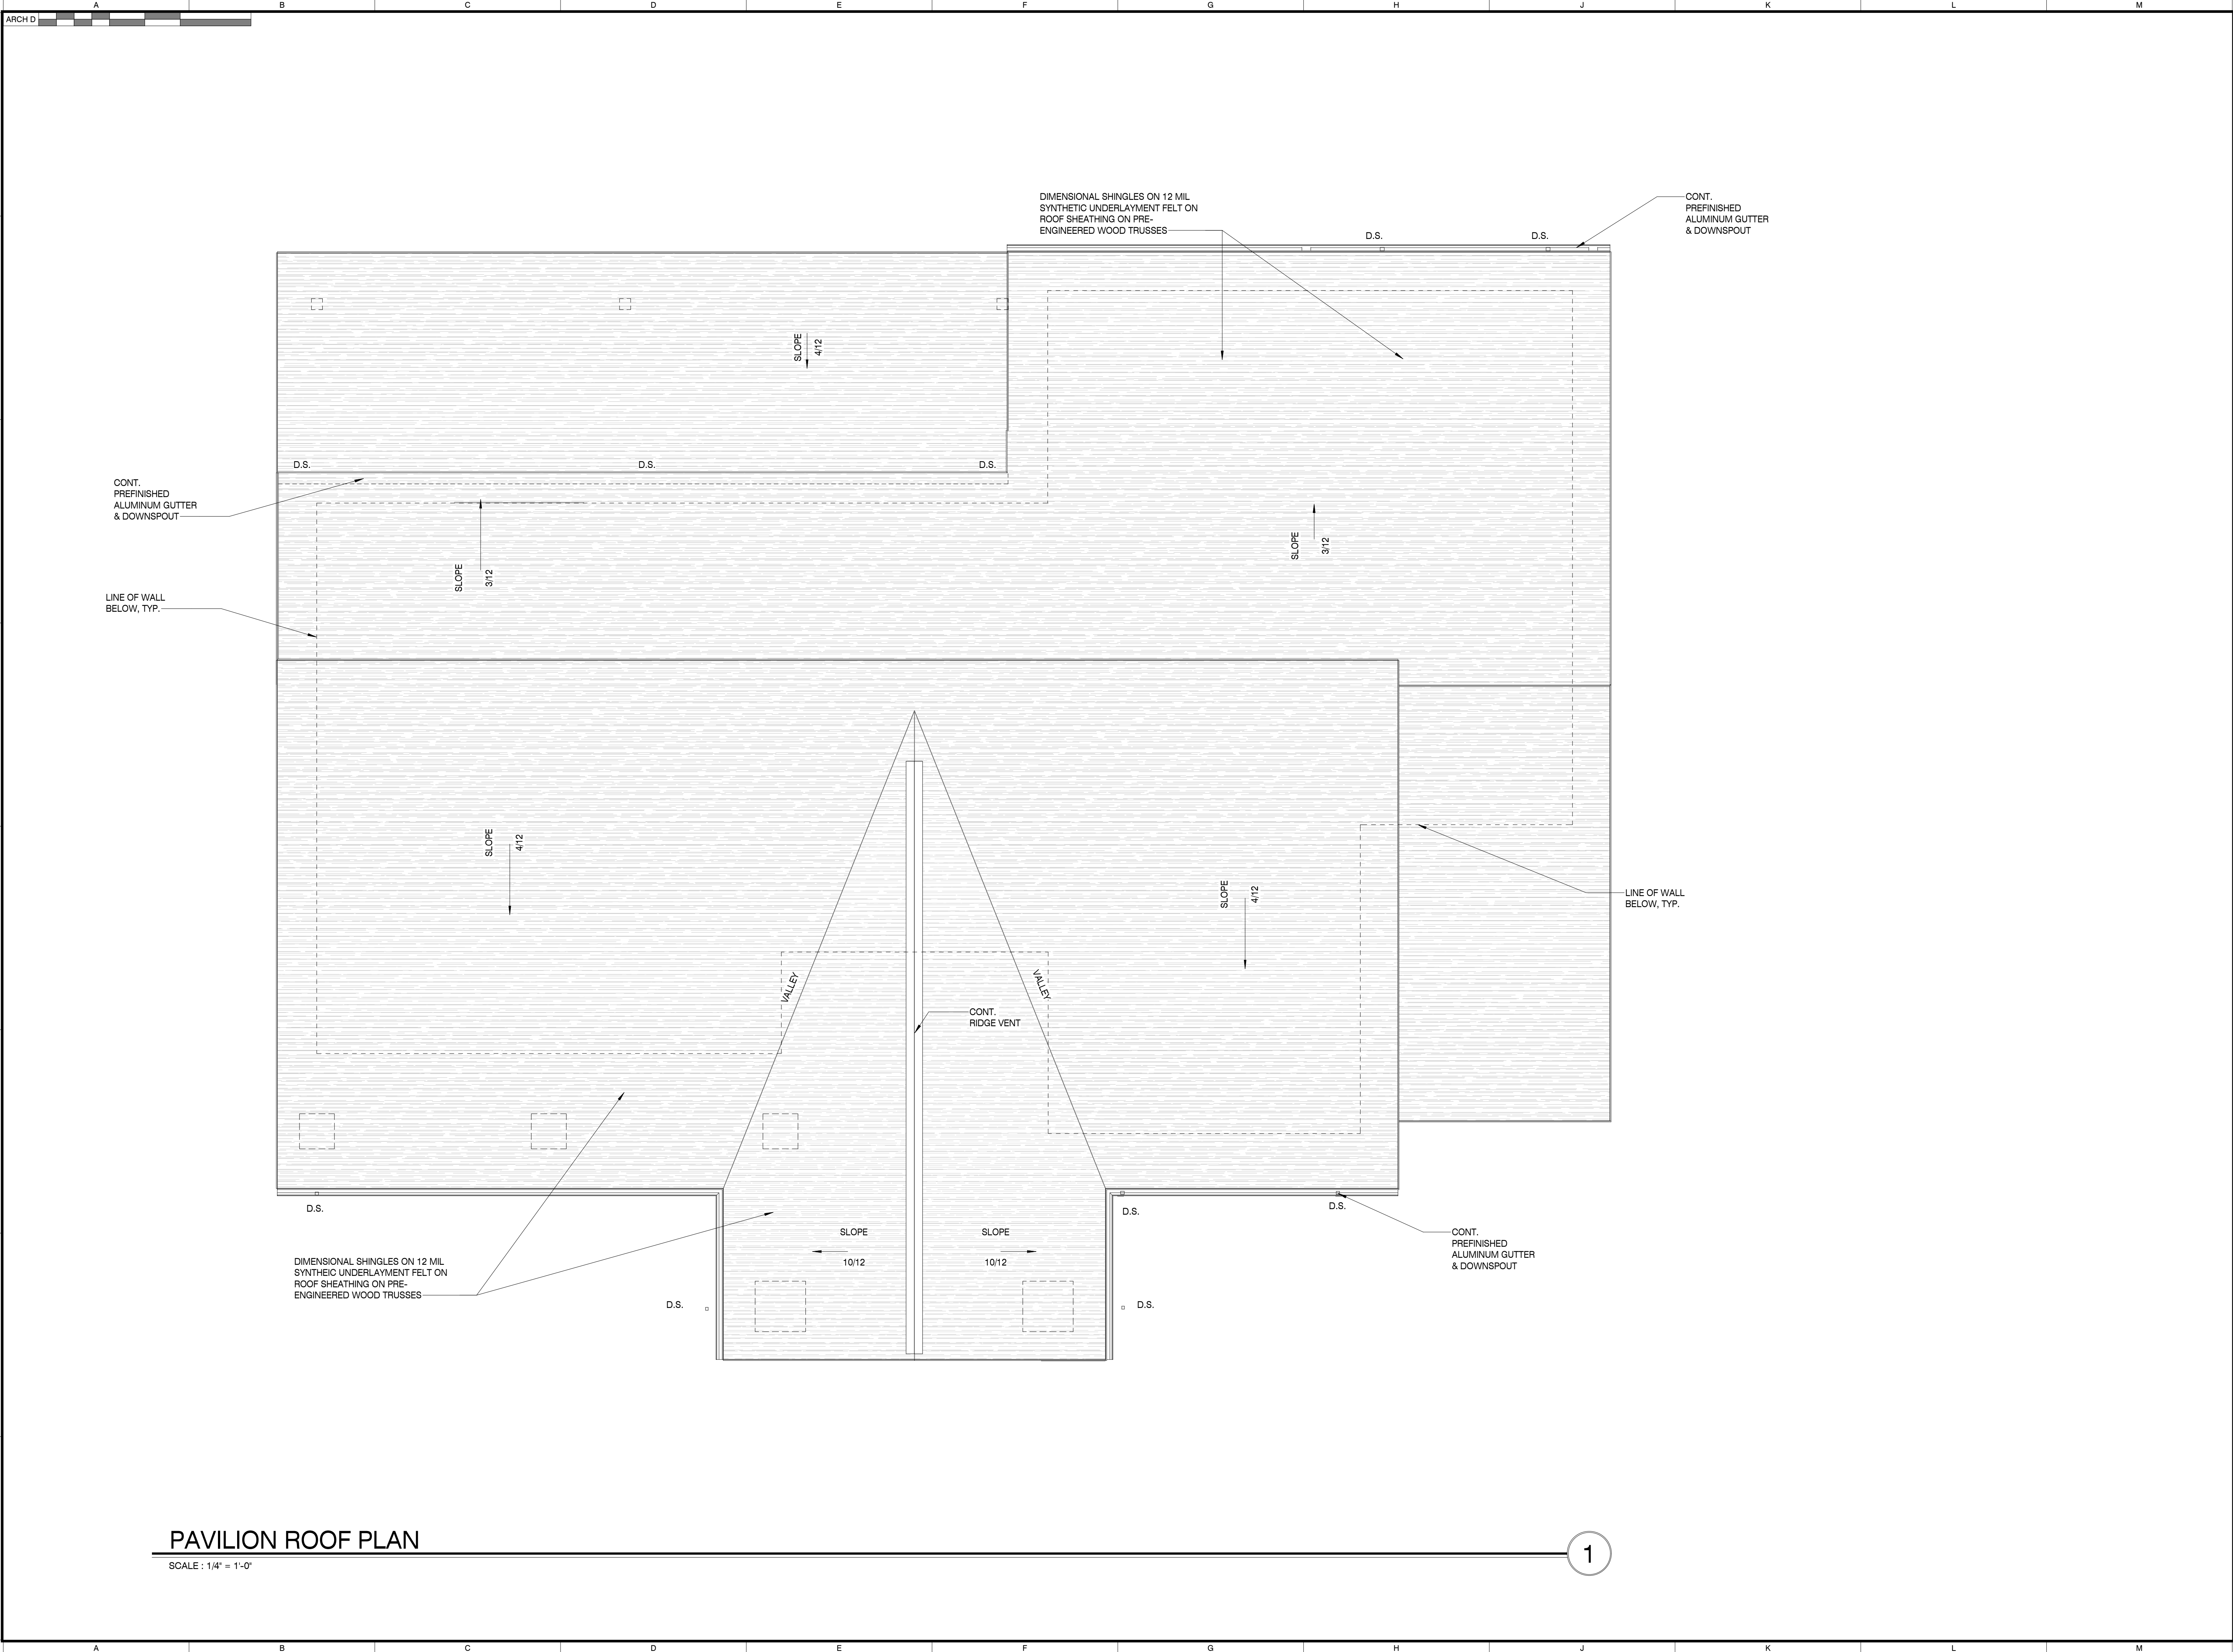 A B C D E F G H J K L M
ARCH D
DIMENSIONAL SHINGLES ON 12 MIL
SYNTHETIC UNDERLAYMENT FELT ON
ROOF SHEATHING ON PRE-
ENGINEERED WOOD TRUSSES
CONT.
PREFINISHED
ALUMINUM GUTTER
& DOWNSPOUT
D.S.
D.S.
SLOPE
4/12
D.S.
D.S.
D.S.
CONT.
PREFINISHED
ALUMINUM GUTTER
& DOWNSPOUT
SLOPE
3/12
SLOPE
3/12
LINE OF WALL
BELOW, TYP.
SLOPE
4/12
SLOPE
4/12
LINE OF WALL
BELOW, TYP.
VALLEY
VALLEY
CONT.
RIDGE VENT
D.S.
D.S.
D.S.
SLOPE
10/12
SLOPE
10/12
CONT.
PREFINISHED
ALUMINUM GUTTER
& DOWNSPOUT
DIMENSIONAL SHINGLES ON 12 MIL
SYNTHEIC UNDERLAYMENT FELT ON
ROOF SHEATHING ON PRE-
ENGINEERED WOOD TRUSSES
D.S.
D.S.
PAVILION ROOF PLAN
1
SCALE : 1/4" = 1'-0"
A B C D E F G H J K L M